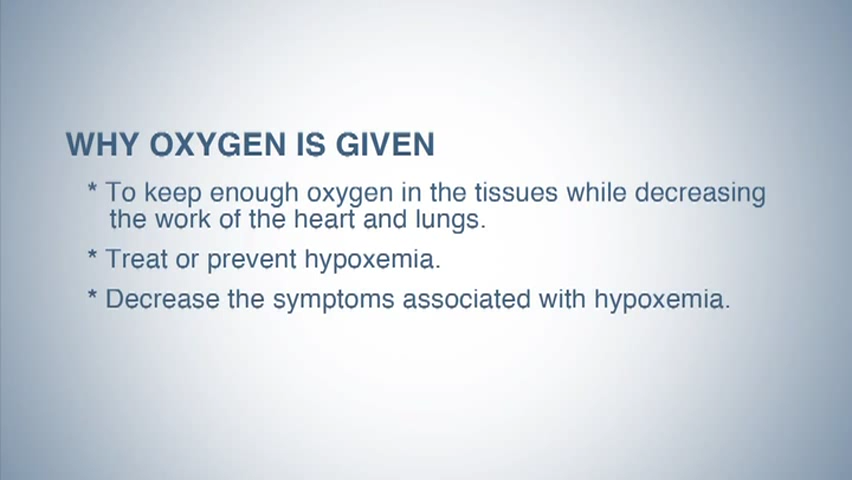 WHY OXYGEN IS GIVEN
* To keep enough oxygen in the tissues while decreasing
the work of the heart and lungs.
* Treat or prevent hypoxemia.
* Decrease the symptoms associated with hypoxemia.